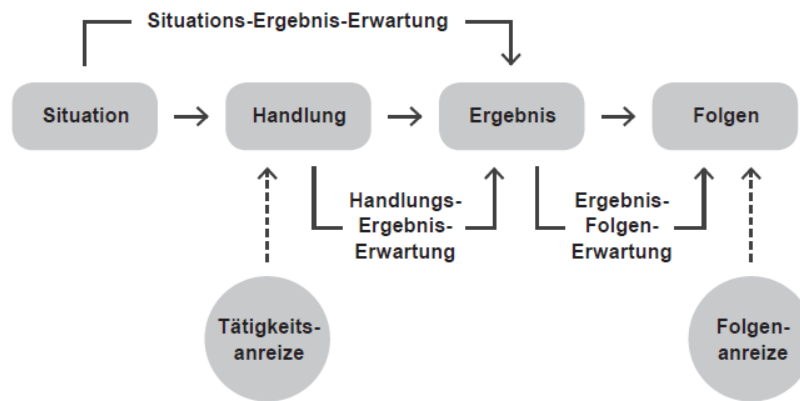 Situations-Ergebnis-Erwartung
Situation
Handlung
Ergebnis
Folgen
Handlungs-
Ergebnis-
Erwartung
Ergebnis-
Folgen-
Erwartung
Tätigkeits-
anreize
Folgen-
anreize